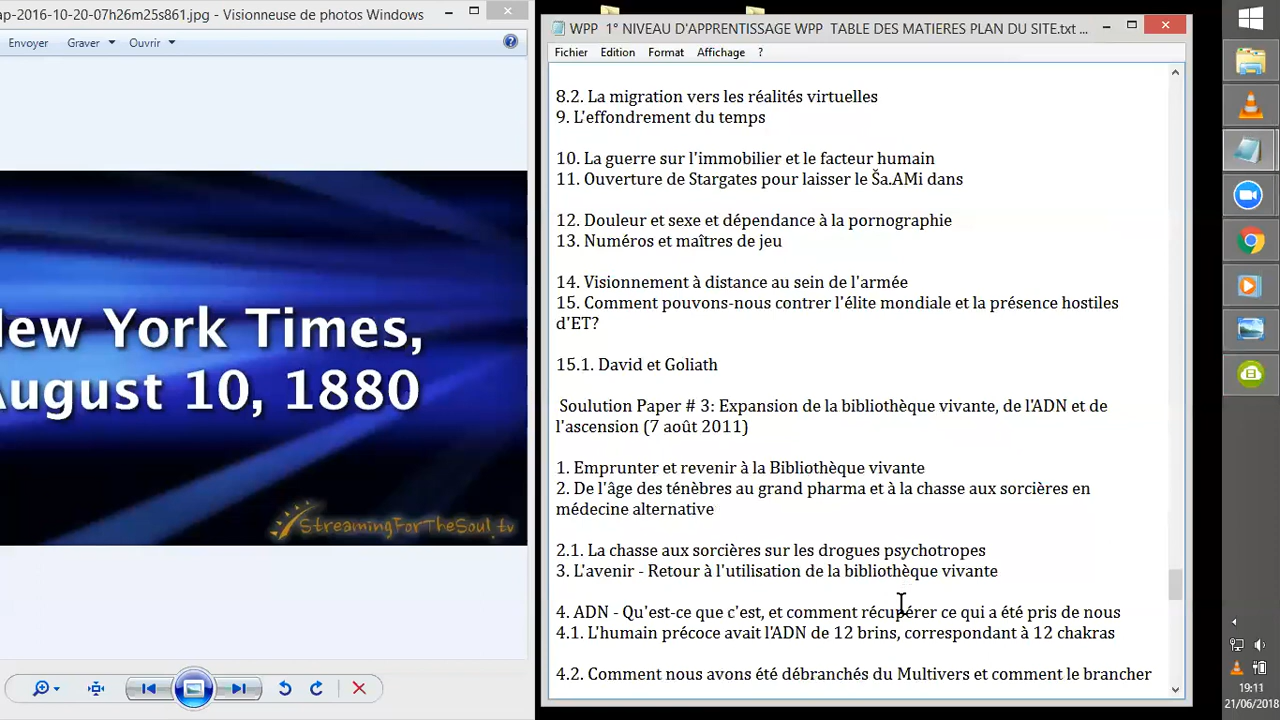 ap-2016-10-20-07h26m25s861.jpg - Visionneuse de photos Windows
Envoyer Graver Ouvrir
New York Times,
August 10, 1880
StreamingForTheSoul.tv
WPP 1° NIVEAU D'APPRENTISSAGE WPP TABLE DES MATIERES PLAN DU SITE.txt ...
Fichier Edition Format Affichage ?
8.2. La migration vers les réalités virtuelles
9. L'effondrement du temps
10. La guerre sur l'immobilier et le facteur humain
11. Ouverture de Stargates pour laisser le Ša.AMi dans
12. Douleur et sexe et dépendance à la pornographie
13. Numéros et maîtres de jeu
14. Visionnement à distance au sein de l'armée
15. Comment pouvons-nous contrer l'élite mondiale et la présence hostiles
d'ET?
15.1. David et Goliath
Soulution Paper # 3: Expansion de la bibliothèque vivante, de l'ADN et de
l'ascension (7 août 2011)
1. Emprunter et revenir à la Bibliothèque vivante
2. De l'âge des ténèbres au grand pharma et à la chasse aux sorcières en
médecine alternative
2.1. La chasse aux sorcières sur les drogues psychotropes
3. L'avenir - Retour à l'utilisation de la bibliothèque vivante
4. ADN - Qu'est-ce que c'est, et comment récupérer ce qui a été pris de nous
4.1. L'humain précoce avait l'ADN de 12 brins, correspondant à 12 chakras
4.2. Comment nous avons été débranchés du Multivers et comment le brancher
19:11
21/06/2018